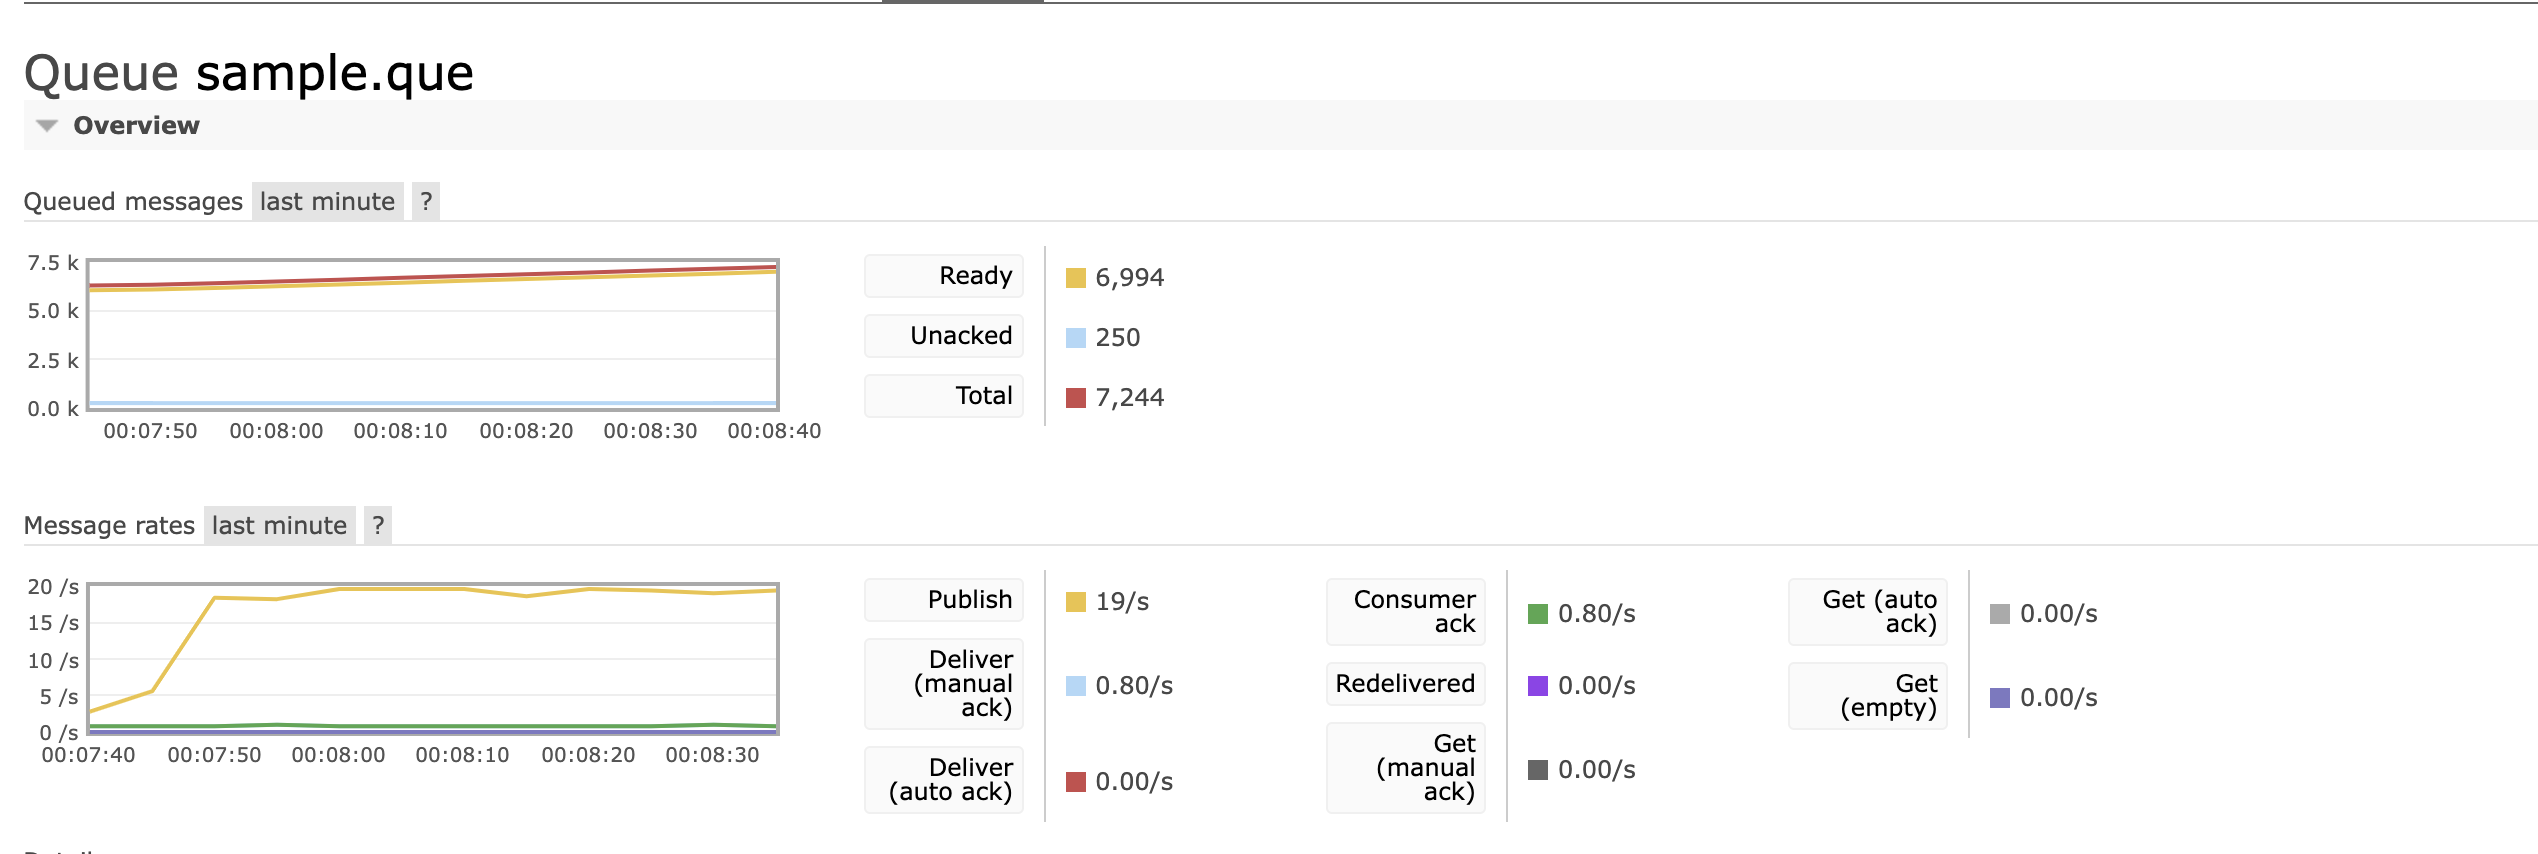 Queue sample.que
Overview
Queued messages last minute ?
7.5 k
5.0 k
2.5 k
0.0 k
00:07:50 00:08:00 00:08:10 00:08:20 00:08:30 00:08:40
Ready 6,994
Unacked 250
Total 7,244
Message rates last minute ?
20 /s
15 /s
10 /s
5 /s
0 /s
00:07:40 00:07:50 00:08:00 00:08:10 00:08:20 00:08:30
Publish 19/s
Deliver
(manual
ack) 0.80/s
Deliver
(auto ack) 0.00/s
Consumer
ack 0.80/s
Redelivered 0.00/s
Get
(manual
ack) 0.00/s
Get (auto
ack) 0.00/s
Get
(empty) 0.00/s